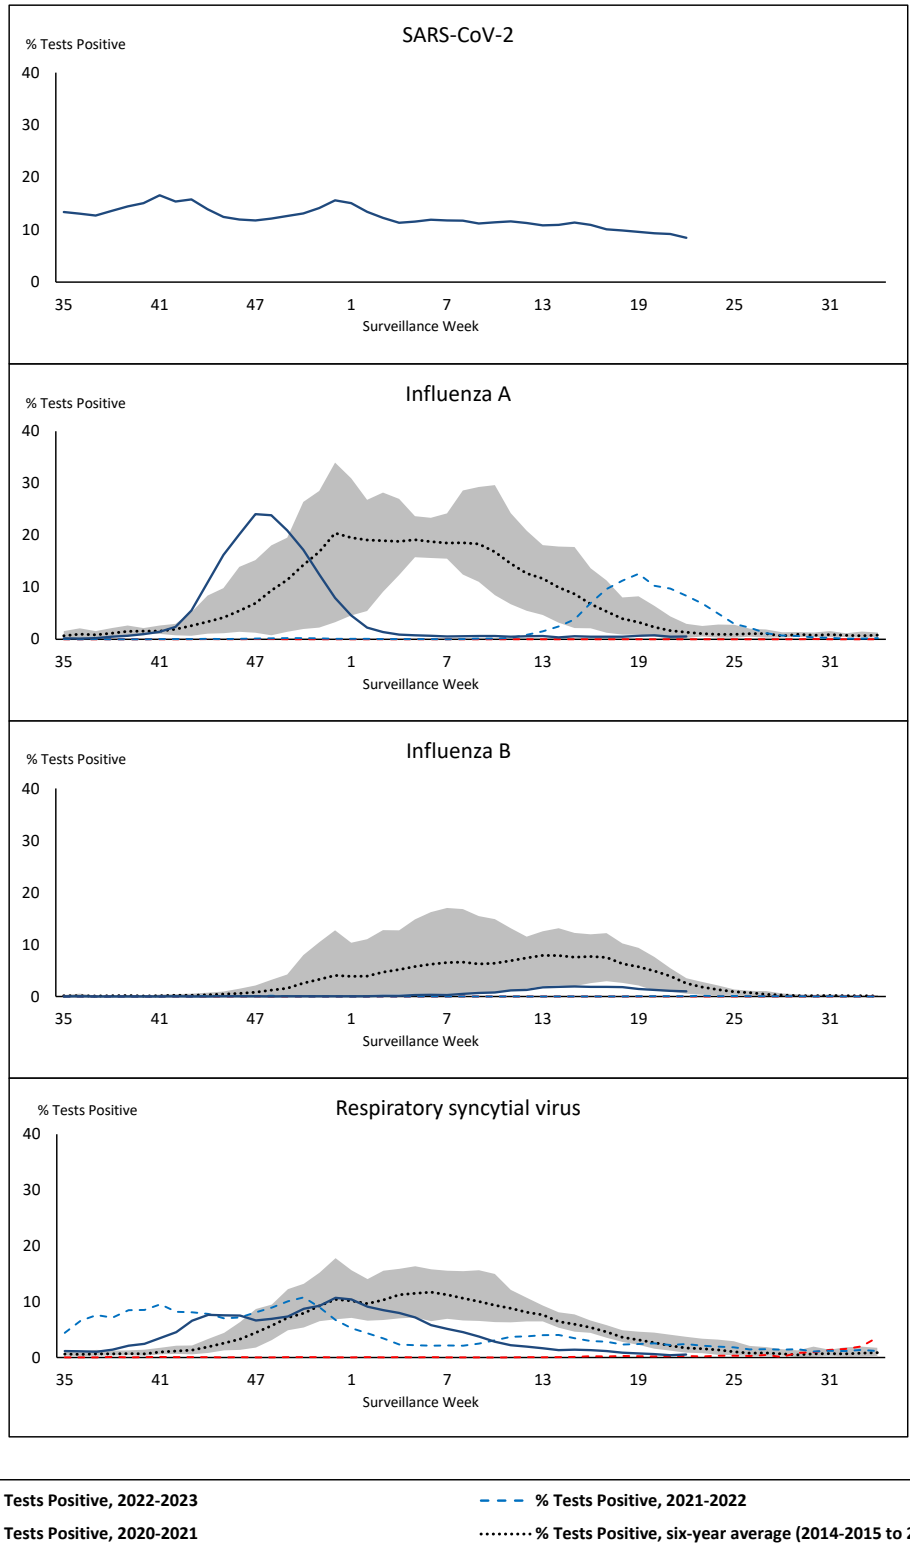 SARS-CoV-2
% Tests Positive
40
30
20
10
0
35 41 47 1 7 13 19 25 31
Surveillance Week
Influenza A
% Tests Positive
40
30
20
10
0
35 41 47 1 7 13 19 25 31
Surveillance Week
Influenza B
% Tests Positive
40
30
20
10
0
35 41 47 1 7 13 19 25 31
Surveillance Week
Respiratory syncytial virus
% Tests Positive
40
30
20
10
0
35 41 47 1 7 13 19 25 31
Surveillance Week
Tests Positive, 2022-2023 % Tests Positive, 2021-2022
Tests Positive, 2020-2021 % Tests Positive, six-year average (2014-2015 to 2